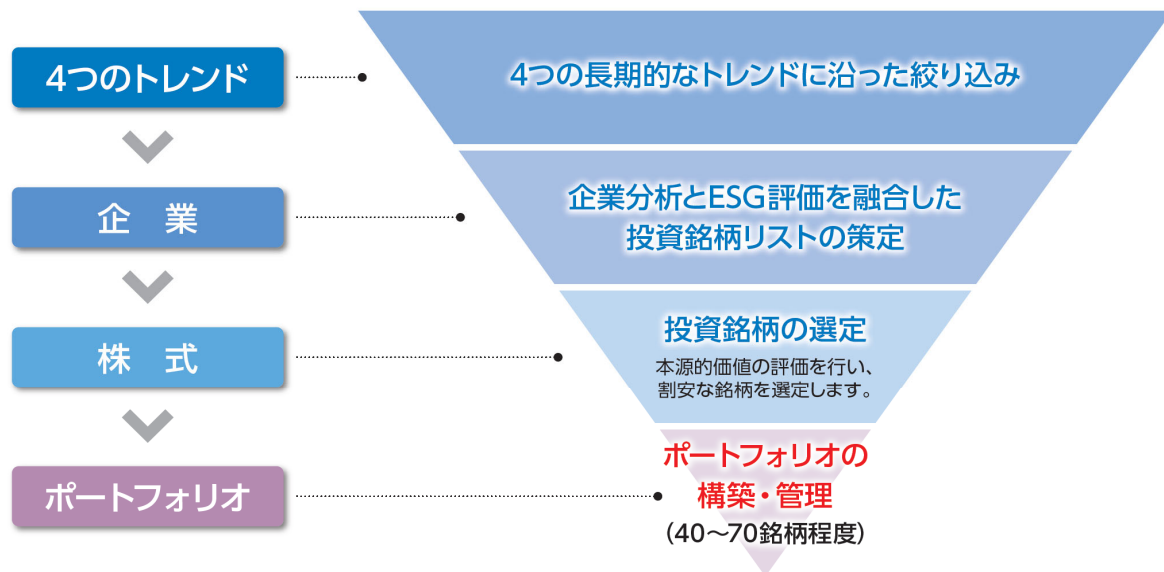 4つのトレンド
4つの長期的なトレンドに沿った絞り込み
企　業
企業分析とESG評価を融合した
投資銘柄リストの策定
株　式
投資銘柄の選定
本源的価値の評価を行い、
割安な銘柄を選定します。
ポートフォリオ
ポートフォリオの
構築・管理
(40〜70銘柄程度)